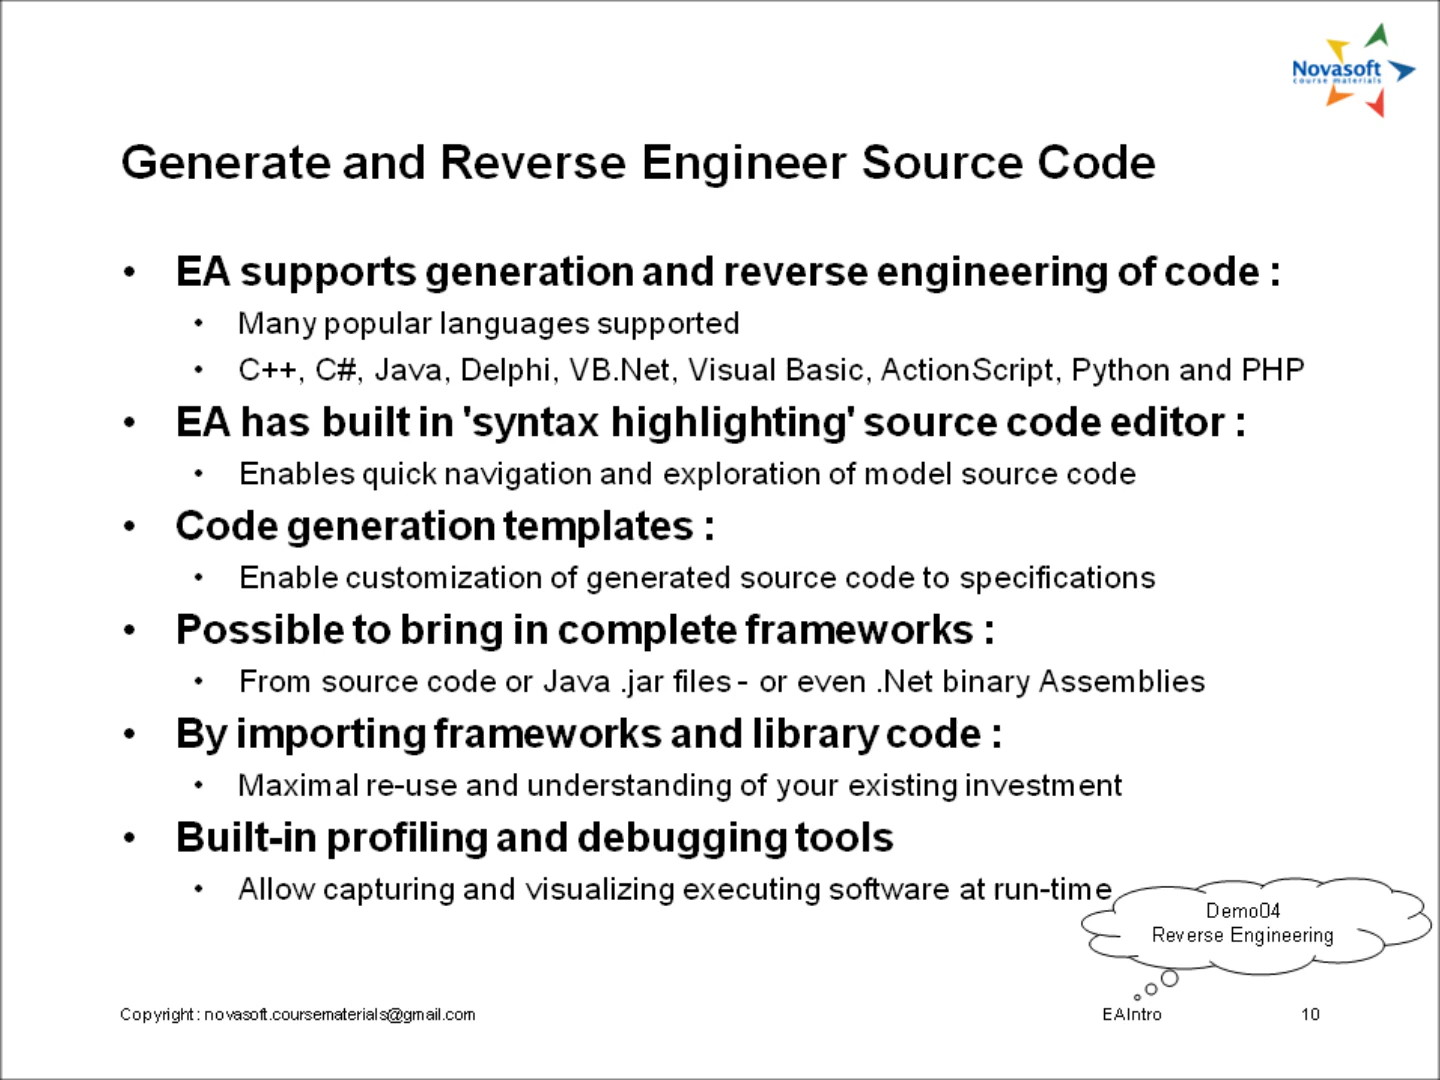 Novasoft
course materials
Generate and Reverse Engineer Source Code
• EA supports generation and reverse engineering of code :
• Many popular languages supported
• C++, C#, Java, Delphi, VB.Net, Visual Basic, ActionScript, Python and PHP
• EA has built in 'syntax highlighting' source code editor :
• Enables quick navigation and exploration of model source code
• Code generation templates :
• Enable customization of generated source code to specifications
• Possible to bring in complete frameworks :
• From source code or Java .jar files - or even .Net binary Assemblies
• By importing frameworks and library code :
• Maximal re-use and understanding of your existing investment
• Built-in profiling and debugging tools
• Allow capturing and visualizing executing software at run-time
Demo04
Reverse Engineering
Copyright : novasoft.coursematerials@gmail.com EAIntro 10